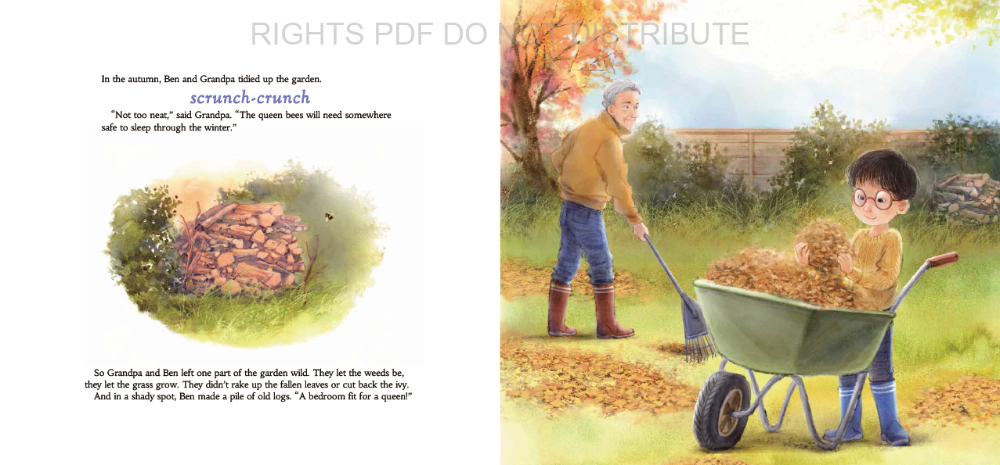 RIGHTS PDF DO NOT DISTRIBUTE
In the autumn, Ben and Grandpa tidied up the garden.
scrunch-crunch
“Not too neat,” said Grandpa. “The queen bees will need somewhere
safe to sleep through the winter.”
So Grandpa and Ben left one part of the garden wild. They let the weeds be,
they let the grass grow. They didn’t rake up the fallen leaves or cut back the ivy.
And in a shady spot, Ben made a pile of old logs. “A bedroom fit for a queen!”